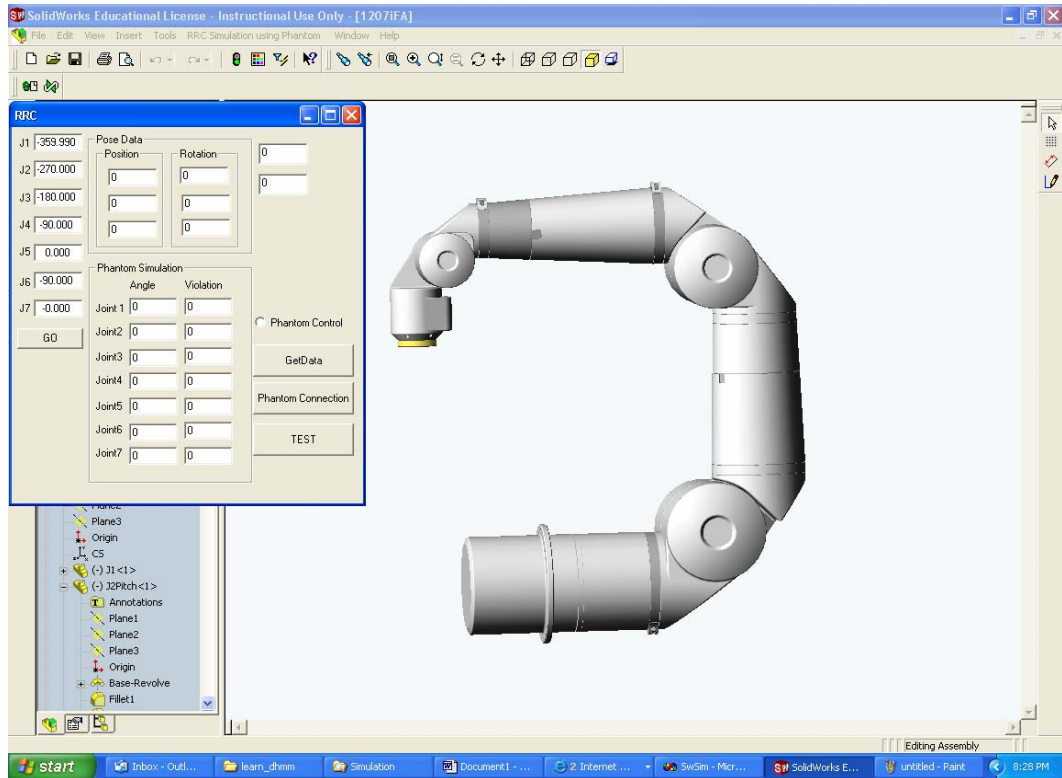 SolidWorks Educational License - Instructional Use Only - [1207iFA]
File Edit View Insert Tools RRC Simulation using Phantom Window Help
RRC
J1 -359.990
J2 -270.000
J3 -180.000
J4 -90.000
J5 0.000
J6 -90.000
J7 -0.000
GO
Pose Data
Position Rotation
0 0
0 0
0 0
0
0
Phantom Simulation
Angle Violation
Joint 1 0 0
Joint2 0 0
Joint3 0 0
Joint4 0 0
Joint5 0 0
Joint6 0 0
Joint7 0 0
Phantom Control
GetData
Phantom Connection
TEST
Plane2
Plane3
Origin
CS
(-) J1<1>
(-) J2Pitch<1>
Annotations
Plane1
Plane2
Plane3
Origin
Base-Revolve
Fillet1
Editing Assembly
start Inbox - Outl... learn_dhmm Simulation Document1 - ... 2 Internet ... SwSim - Micr... SolidWorks E... untitled - Paint 8:28 PM